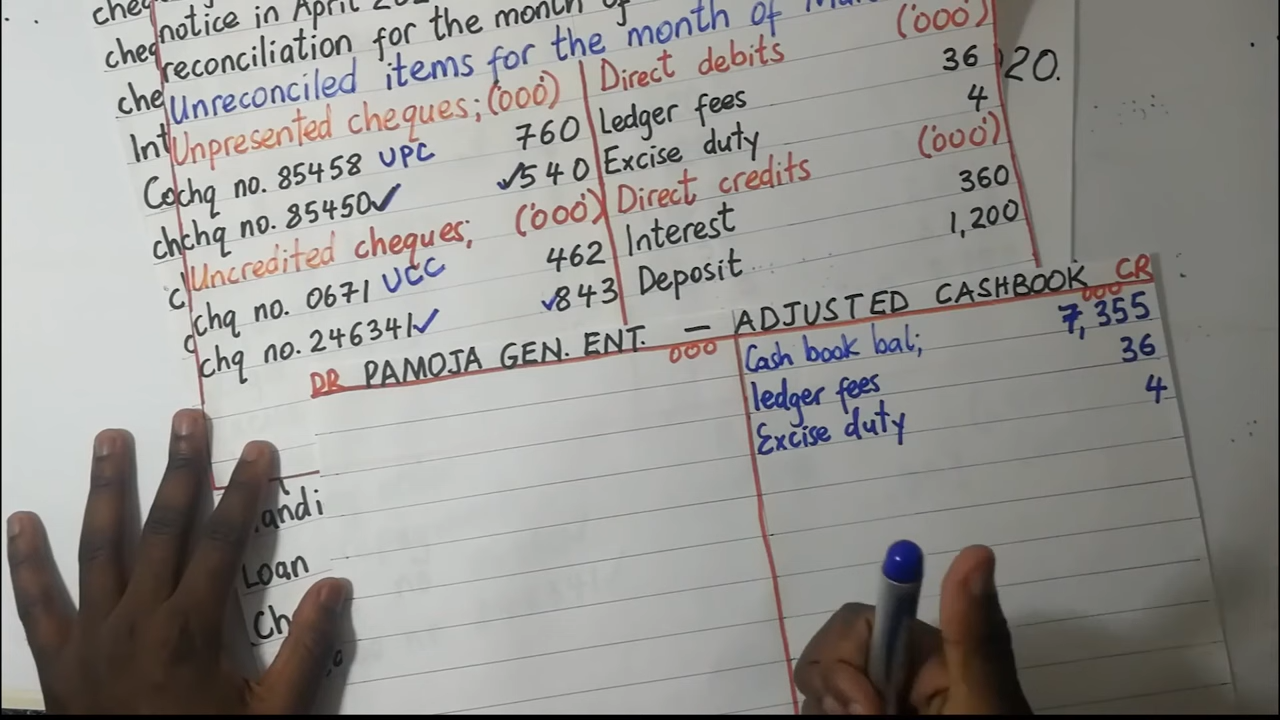 notice in April
reconciliation for the month of
Unreconciled items for the month of
Unpresented cheques; ('000')
chq no. 85458 UPC 760
chq no. 85450✓ ✓540
Uncredited cheques; ('000')
chq no. 0671 UCC 462
chq no. 246341✓ ✓843
Direct debits ('000')
Ledger fees 36
Excise duty 4
Direct credits ('000')
Interest 360
Deposit 1,200
20.
DR PAMOJA GEN. ENT. – ADJUSTED CASHBOOK CR
000 000
Cash book bal; 7,355
ledger fees 36
Excise duty 4
Loan